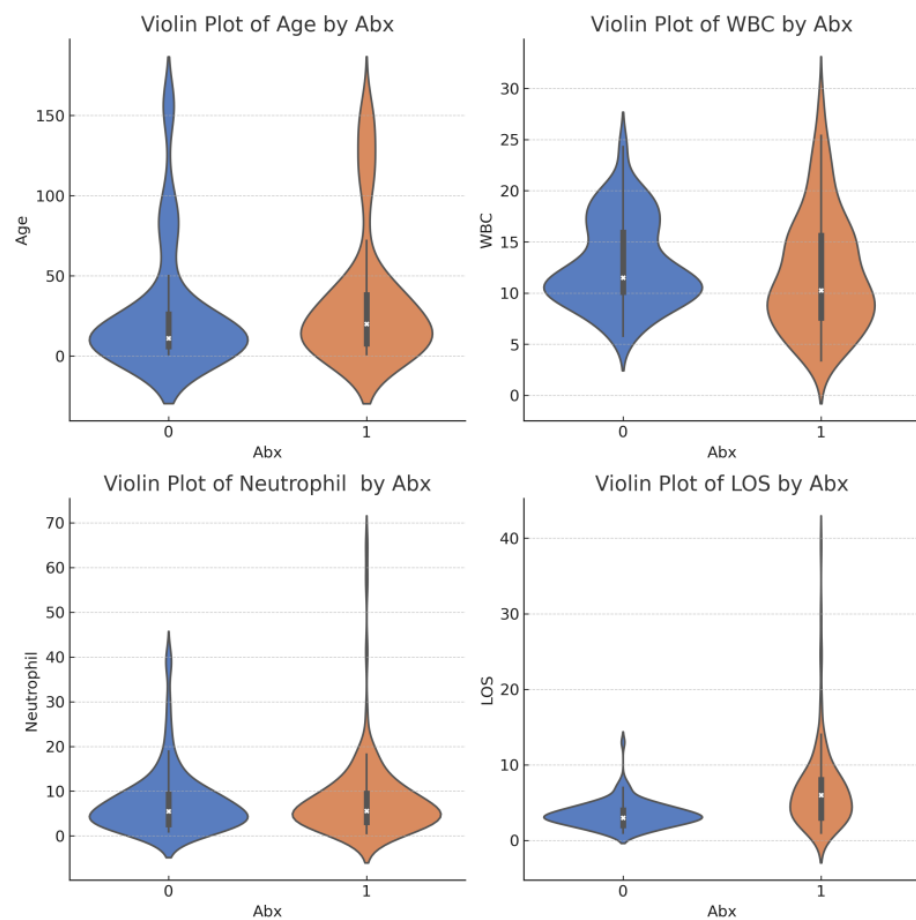 Violin Plot of Age by Abx
150
100
50
0
Age
0
1
Abx
Violin Plot of WBC by Abx
30
25
20
15
10
5
0
WBC
0
1
Abx
Violin Plot of Neutrophil  by Abx
70
60
50
40
30
20
10
0
Neutrophil
0
1
Abx
Violin Plot of LOS by Abx
40
30
20
10
0
LOS
0
1
Abx